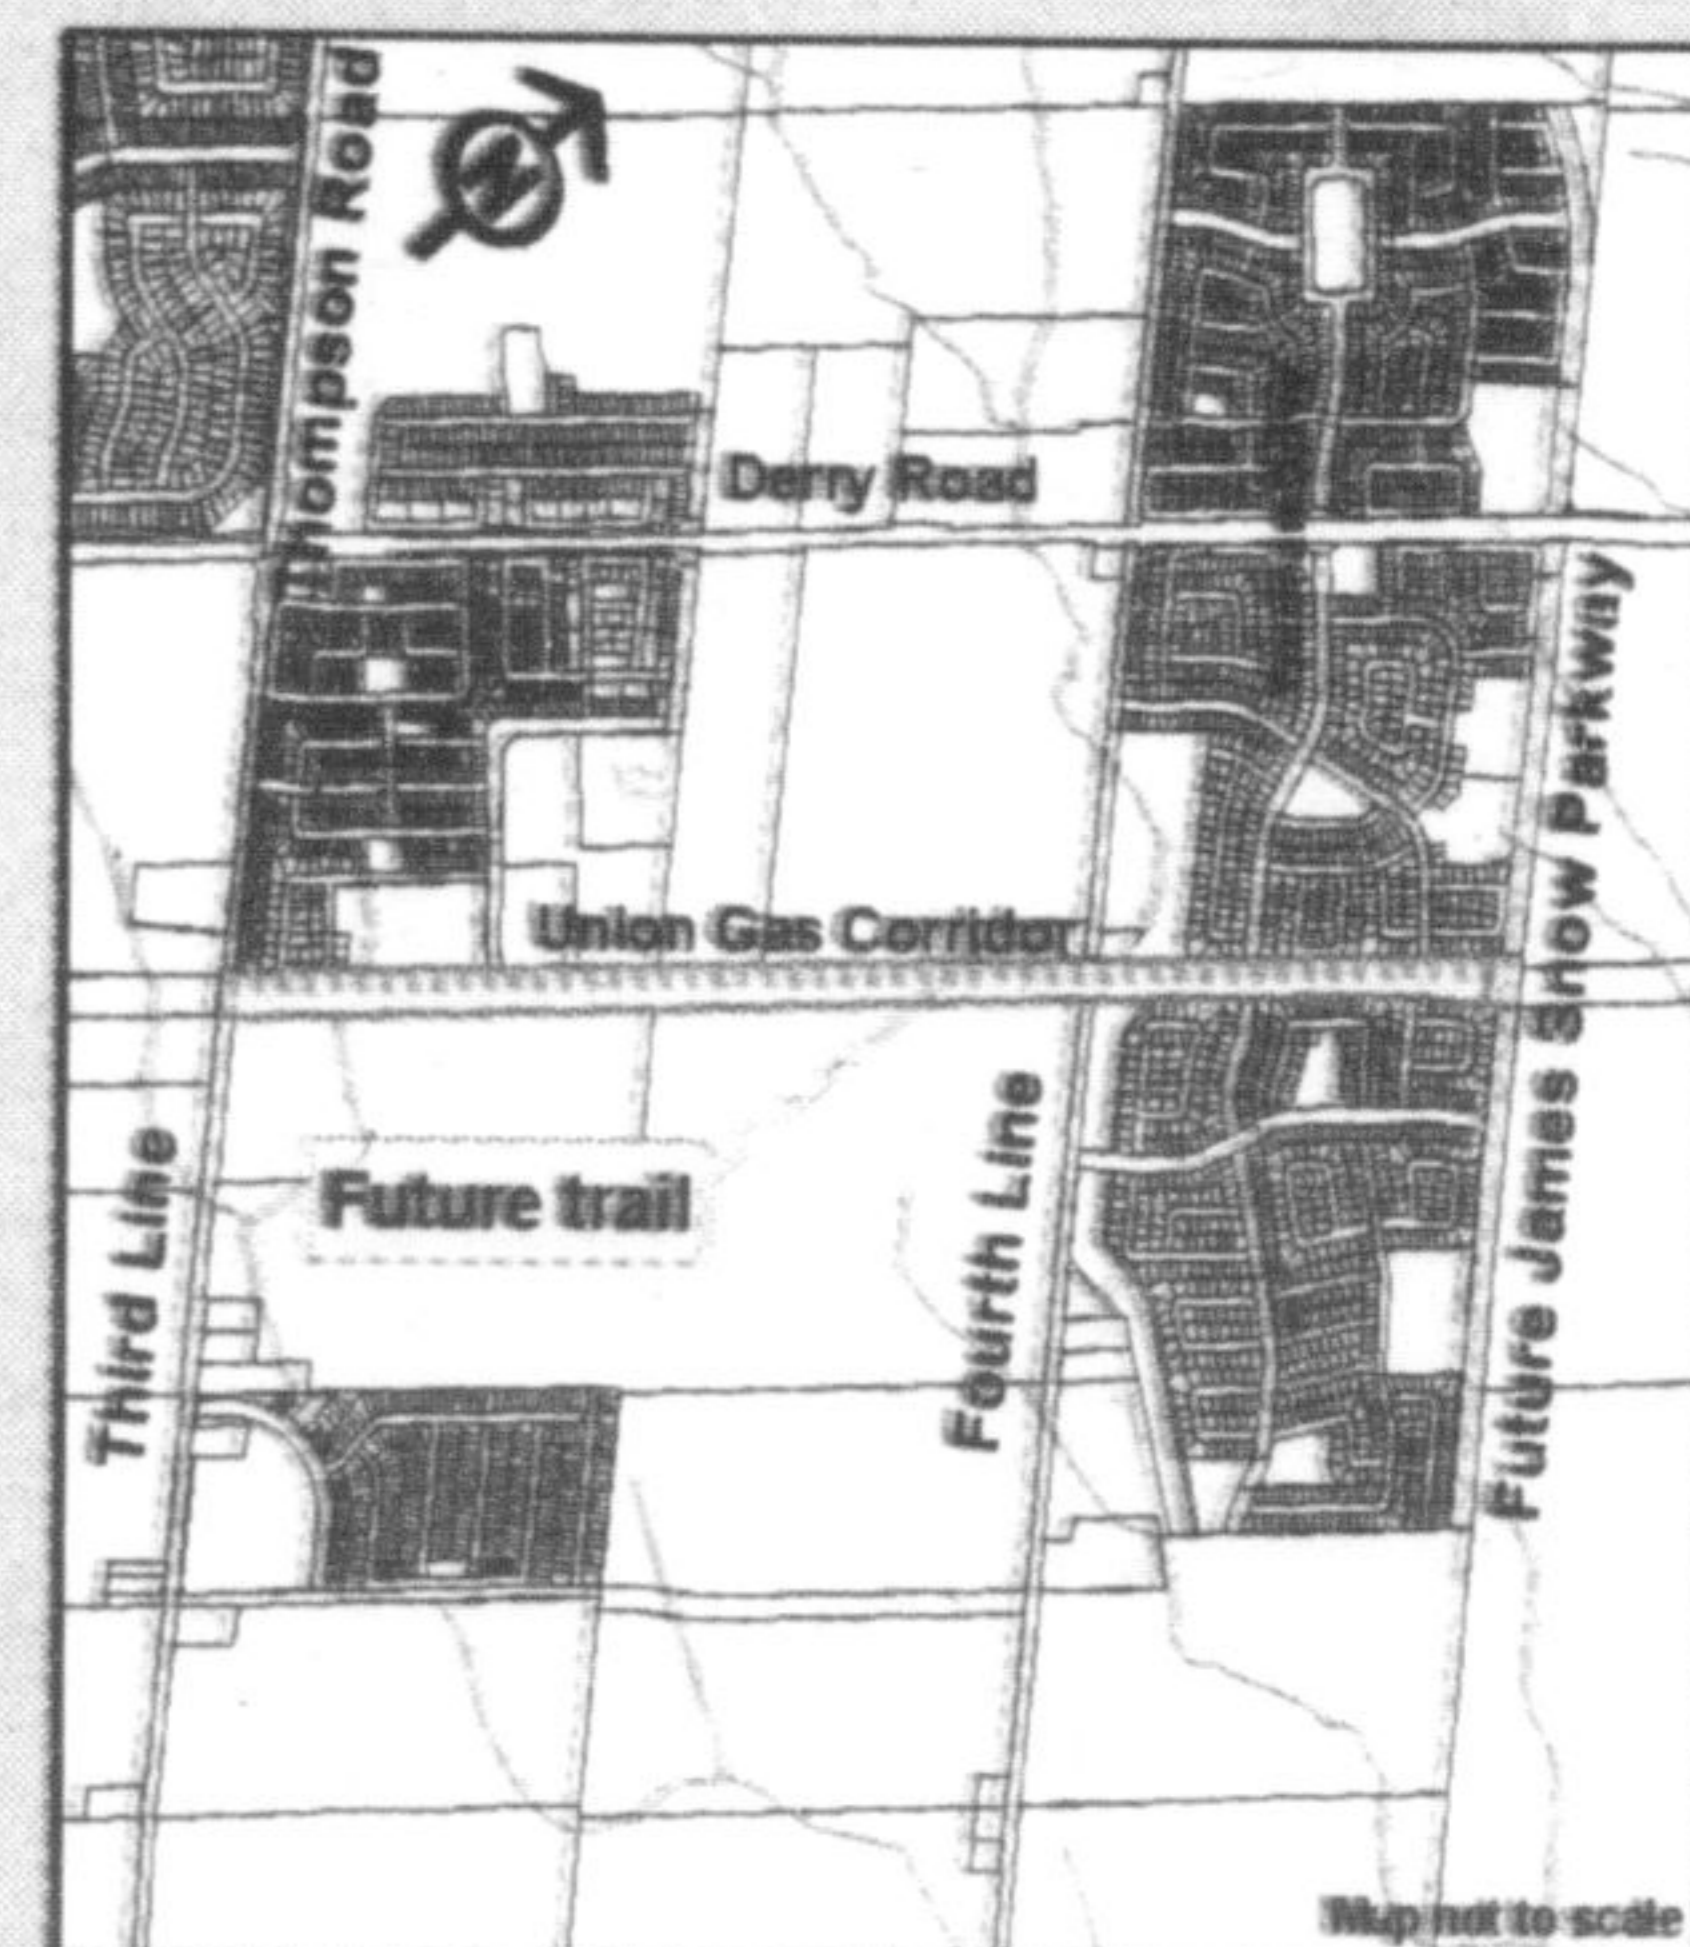 Thompson Road
N
Derry Road
Union Gas Corridor
Future James Snow Parkway
Future trail
Third Line
Fourth Line
Map not to scale